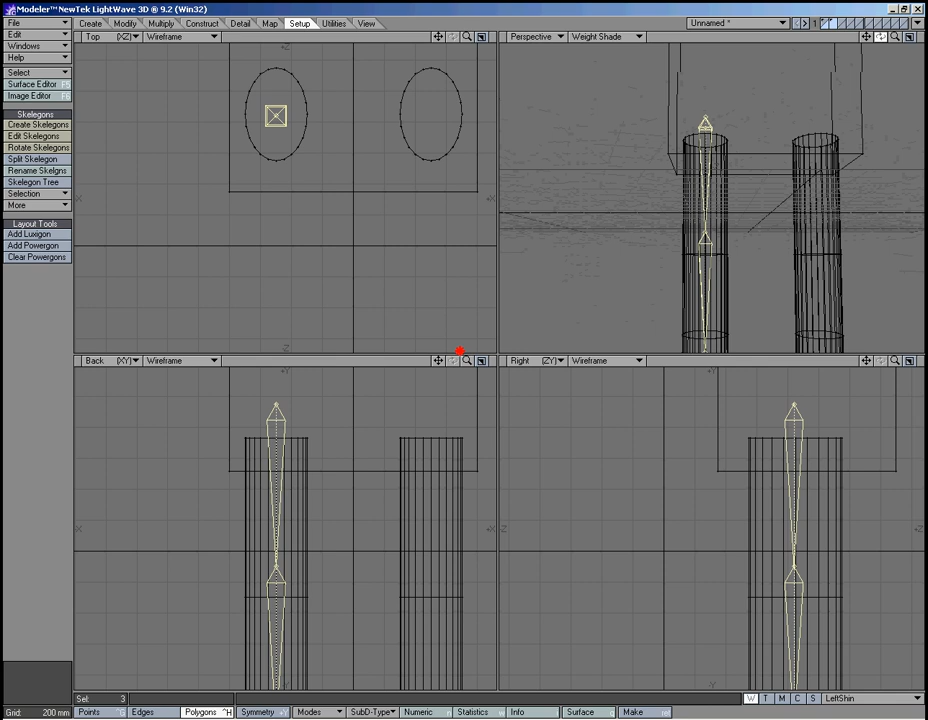 Modeler™ NewTek LightWave 3D ® 9.2 (Win32)
File
Create Modify Multiply Construct Detail Map Setup Utilities View
Unnamed * 1
Edit
Windows
Help
Select
Surface Editor F5
Image Editor F6
Skelegons
Create Skelegons
Edit Skelegons
Rotate Skelegons
Split Skelegon
Rename Skelgns
Skelegon Tree
Selection
More
Layout Tools
Add Luxigon
Add Powergon
Clear Powergons
Top (XZ) Wireframe
Perspective Weight Shade
Back (XY) Wireframe
Right (ZY) Wireframe
Sel: 3
W T M C S LeftShin
Grid: 200 mm
Points ^G Edges Polygons ^H Symmetry Modes SubD-Type Numeric n Statistics w Info i Surface q Make